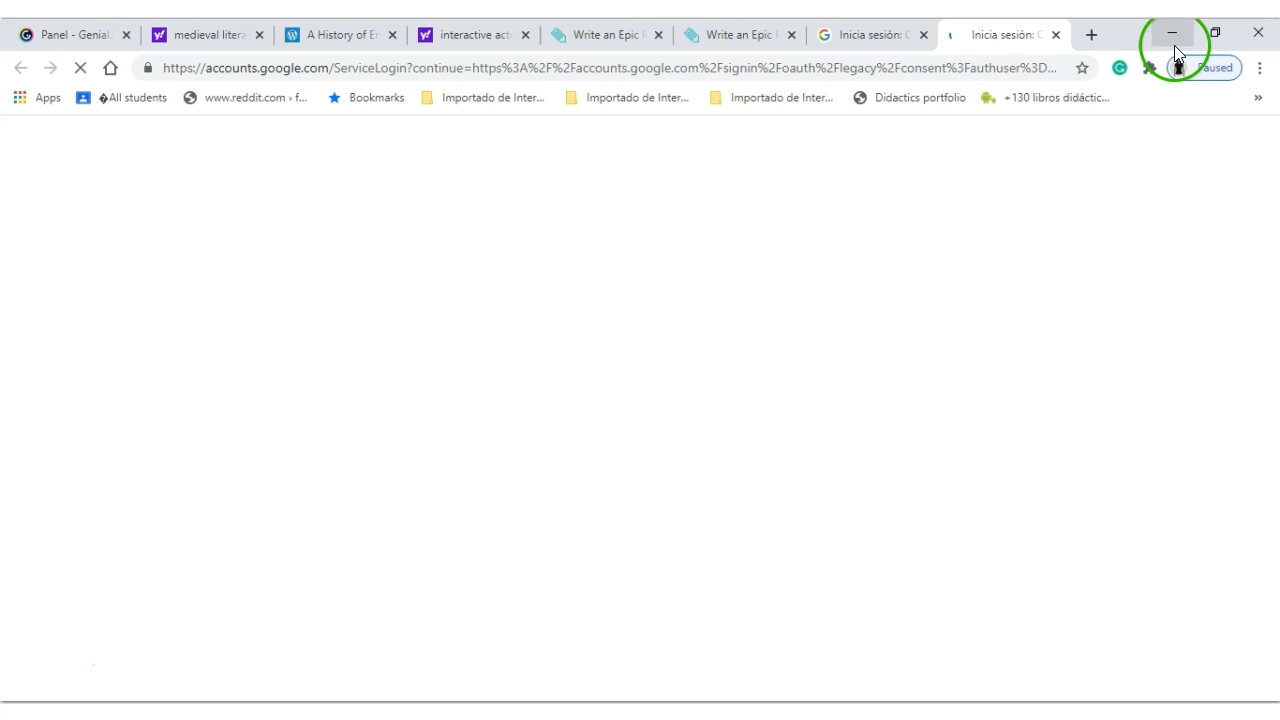 Panel - Genial. medieval litera A History of En interactive acta Write an Epic P Write an Epic P Inicia sesión: C Inicia sesión: C
https://accounts.google.com/ServiceLogin?continue=https%3A%2F%2Faccounts.google.com%2Fsignin%2Foauth%2Flegacy%2Fconsent%3Fauthuser%3D... Paused
Apps �All students www.reddit.com › f... Bookmarks Importado de Inter... Importado de Inter... Importado de Inter... Didactics portfolio +130 libros didáctic... »